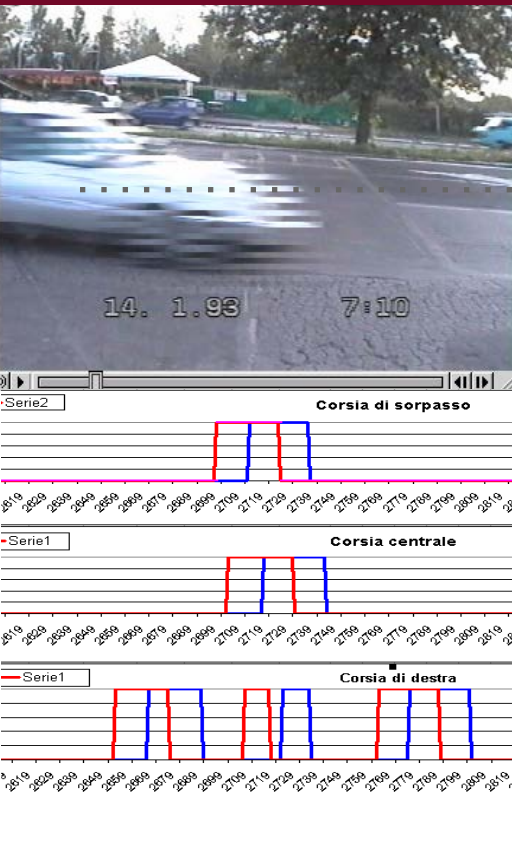 14. 1.93 7:10
Serie2 Corsia di sorpasso
2619 2629 2639 2649 2659 2669 2679 2689 2699 2709 2719 2729 2739 2749 2759 2769 2779 2789 2799 2809
Serie1 Corsia centrale
2619 2629 2639 2649 2659 2669 2679 2689 2699 2709 2719 2729 2739 2749 2759 2769 2779 2789 2799 2809
Serie1 Corsia di destra
2619 2629 2639 2649 2659 2669 2679 2689 2699 2709 2719 2729 2739 2749 2759 2769 2779 2789 2799 2809 2819